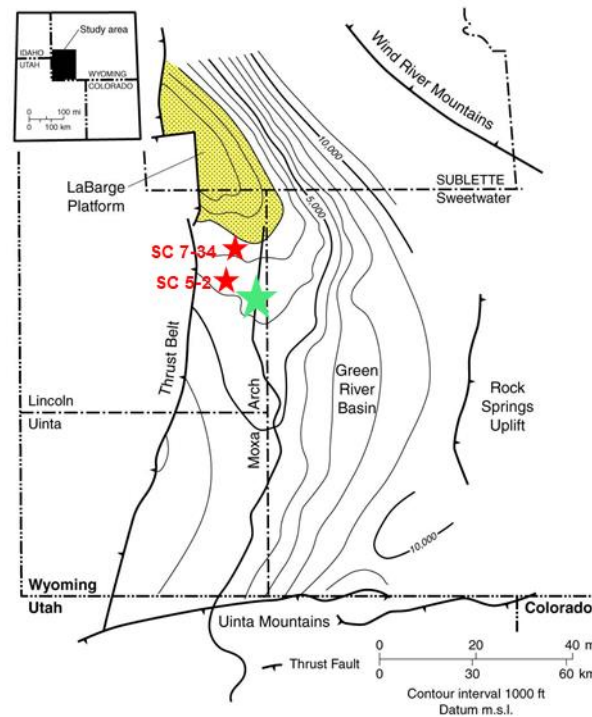 Study area
IDAHO
UTAH
WYOMING
COLORADO
0 100 mi
0 100 km
Wind River Mountains
10,000
LaBarge
Platform
SUBLETTE
Sweetwater
5,000
SC 7-34
SC 5-2
Thrust Belt
Green
River
Basin
Rock
Springs
Uplift
Lincoln
Uinta
Moxa Arch
10,000
Wyoming
Utah
Colorado
Uinta Mountains
0 20 40 m
0 30 60 km
Thrust Fault
Contour interval 1000 ft
Datum m.s.l.